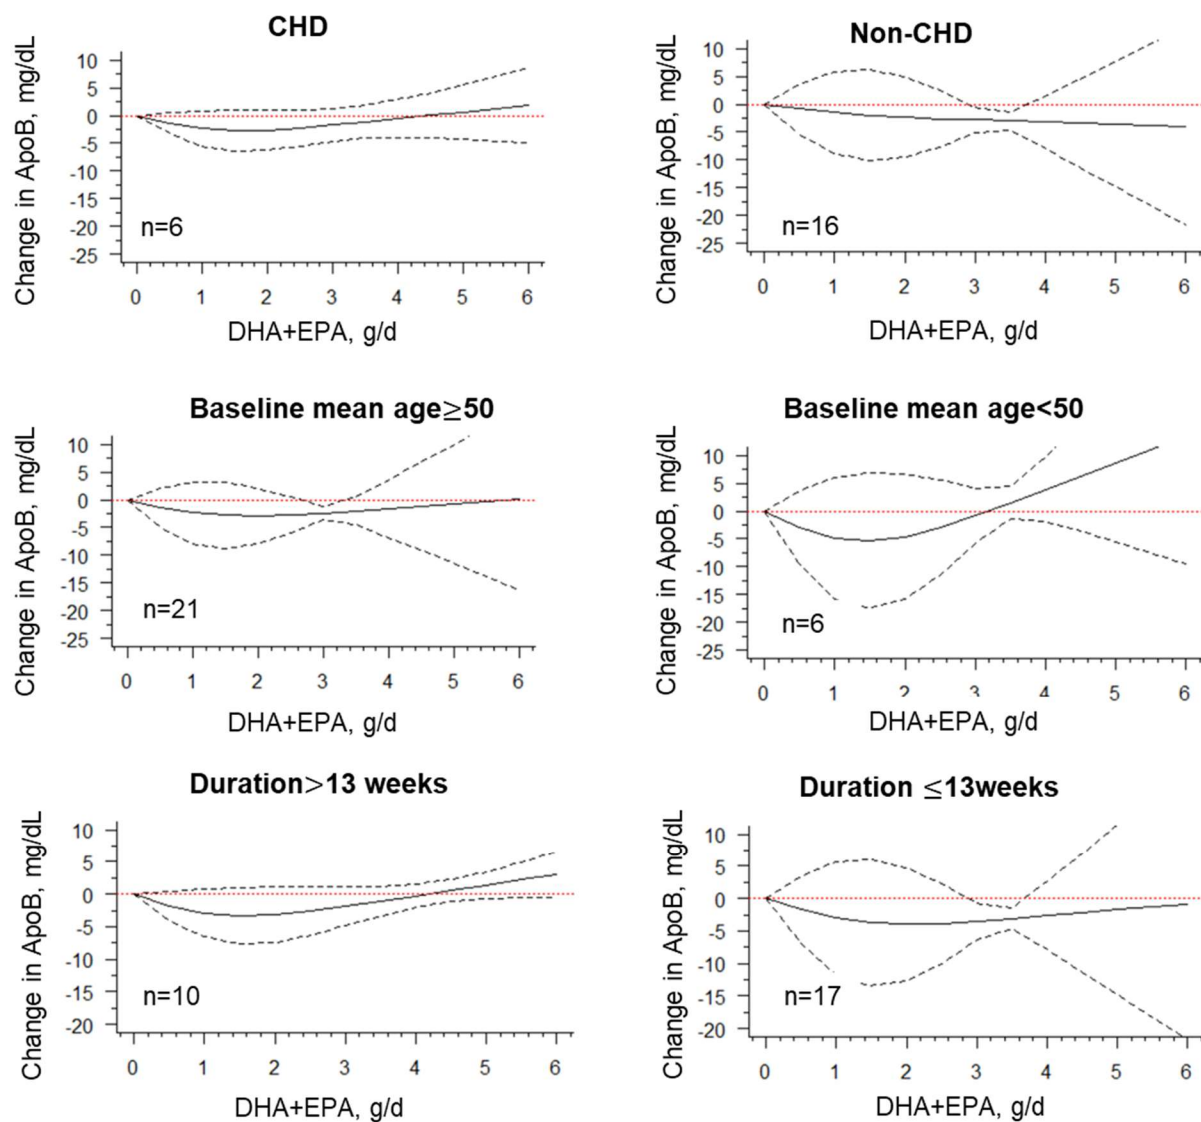 CHD
Change in ApoB, mg/dL
10
5
0
-5
-10
-15
-20
-25
n=6
0 1 2 3 4 5 6
DHA+EPA, g/d
Non-CHD
Change in ApoB, mg/dL
10
5
0
-5
-10
-15
-20
-25
n=16
0 1 2 3 4 5 6
DHA+EPA, g/d
Baseline mean age≥50
Change in ApoB, mg/dL
10
5
0
-5
-10
-15
-20
-25
n=21
0 1 2 3 4 5 6
DHA+EPA, g/d
Baseline mean age<50
Change in ApoB, mg/dL
10
5
0
-5
-10
-15
-20
-25
n=6
0 1 2 3 4 5 6
DHA+EPA, g/d
Duration>13 weeks
Change in ApoB, mg/dL
10
5
0
-5
-10
-15
-20
n=10
0 1 2 3 4 5 6
DHA+EPA, g/d
Duration ≤13weeks
Change in ApoB, mg/dL
10
5
0
-5
-10
-15
-20
n=17
0 1 2 3 4 5 6
DHA+EPA, g/d